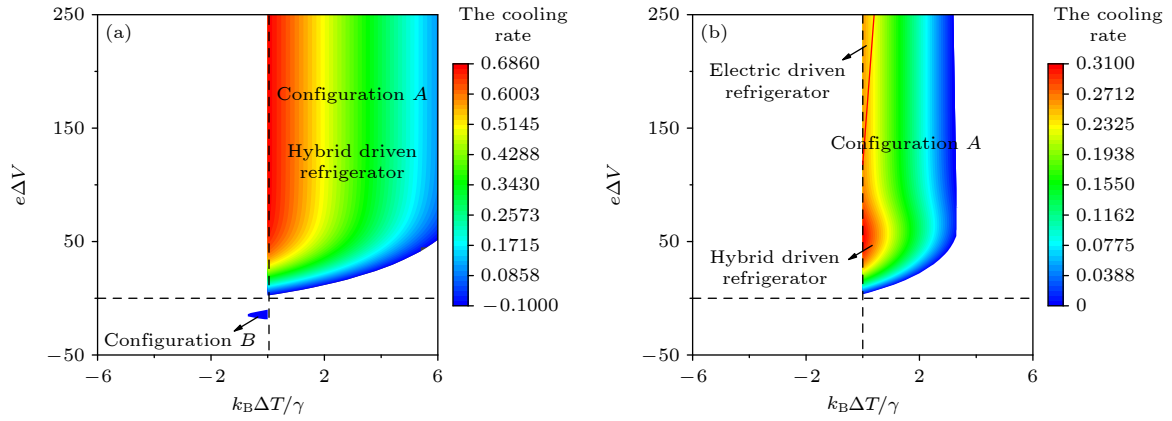 (a)
The cooling
rate
250
150
50
−50
−6
−2
2
6
eΔV
k_BΔT/γ
Configuration A
Hybrid driven
refrigerator
Configuration B
0.6860
0.6003
0.5145
0.4288
0.3430
0.2573
0.1715
0.0858
−0.1000
(b)
The cooling
rate
250
150
50
−50
−6
−2
2
6
eΔV
k_BΔT/γ
Electric driven
refrigerator
Configuration A
Hybrid driven
refrigerator
0.3100
0.2712
0.2325
0.1938
0.1550
0.1162
0.0775
0.0388
0